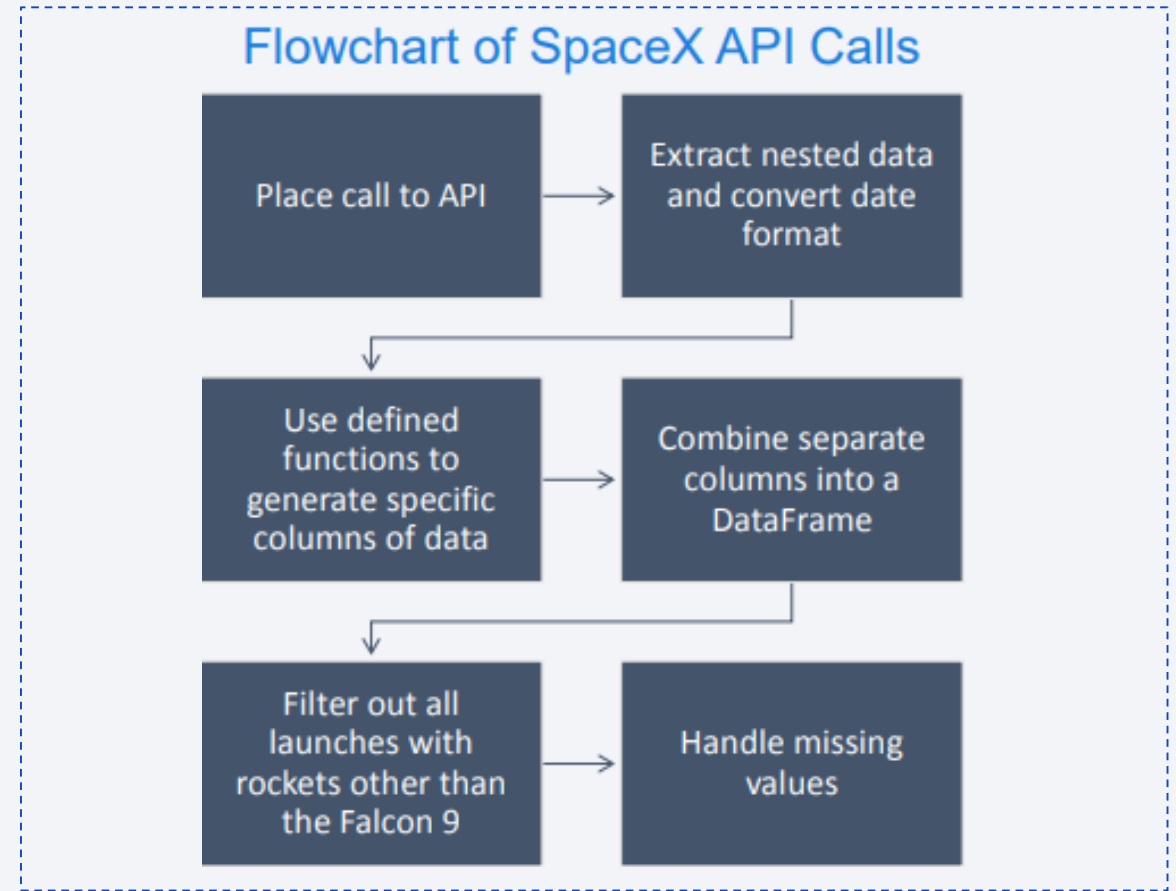 Flowchart of SpaceX API Calls
Place call to API
Extract nested data
and convert date
format
Use defined
functions to
generate specific
columns of data
Combine separate
columns into a
DataFrame
Filter out all
launches with
rockets other than
the Falcon 9
Handle missing
values